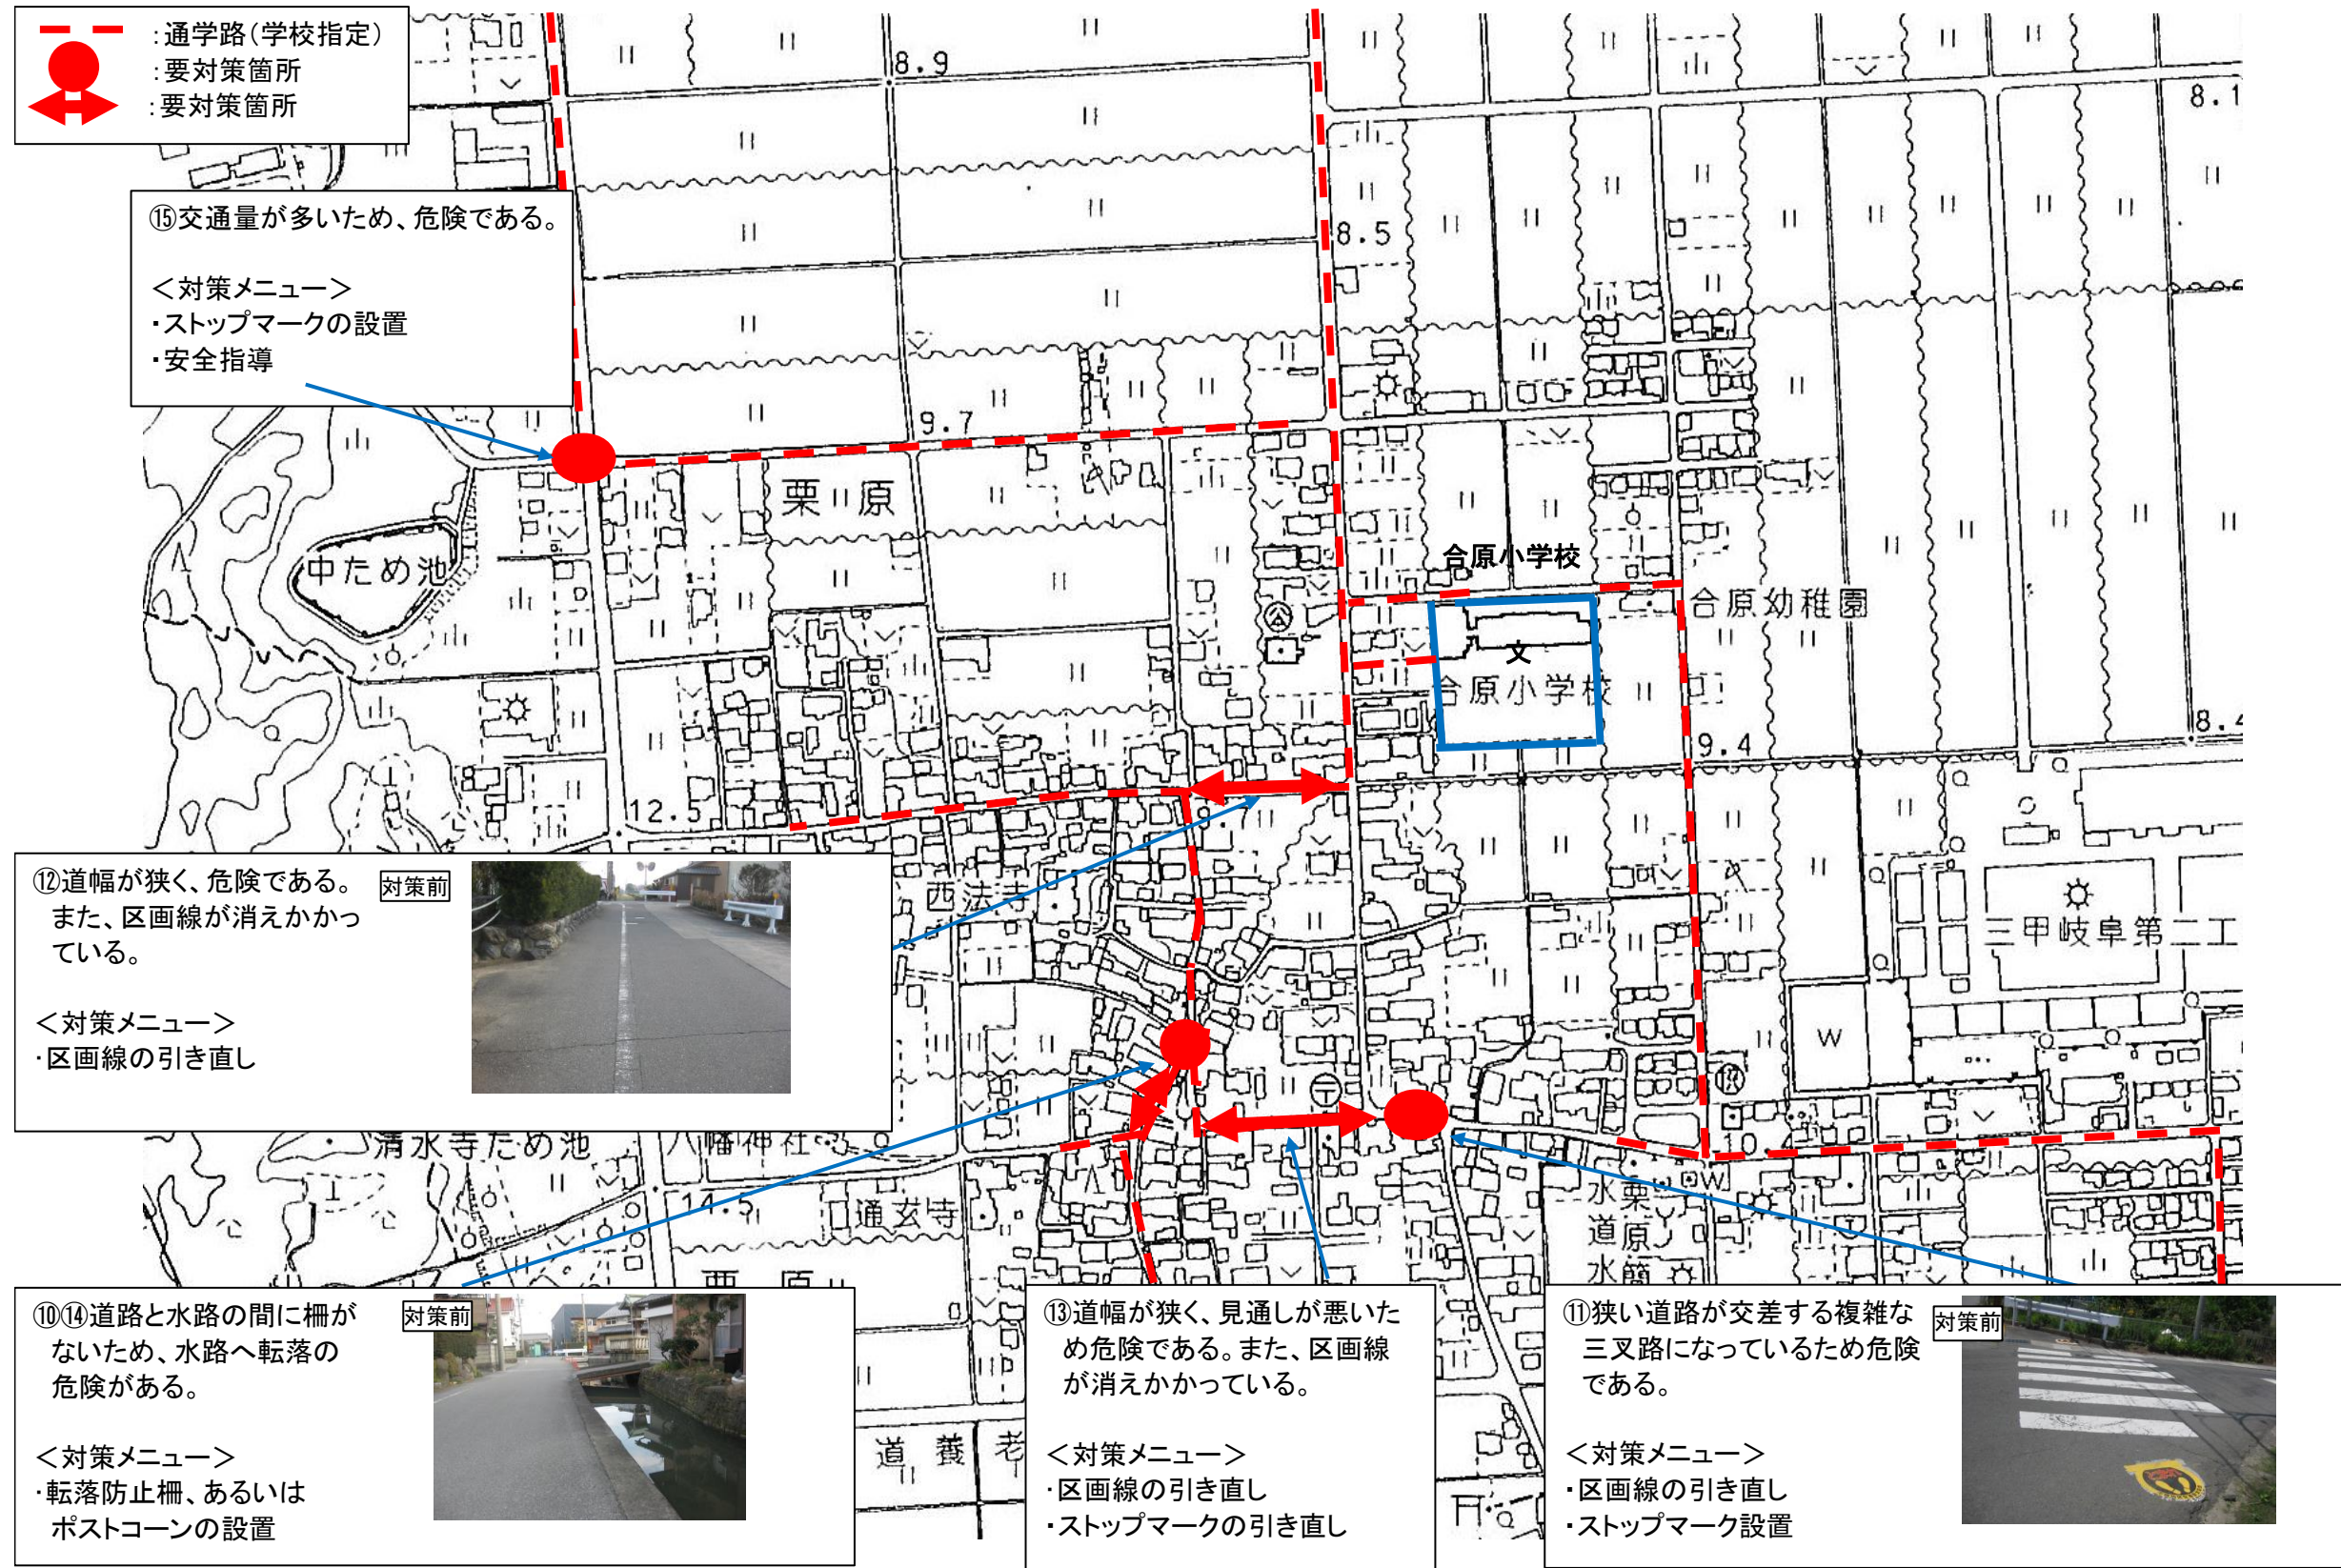 :通学路(学校指定)
:要対策箇所
:要対策箇所
8.9
8.1
⑮交通量が多いため、危険である。
<対策メニュー>
・ストップマークの設置
・安全指導
8.5
9.7
栗原
中ため池
合原小学校
合原幼稚園
文
合原小学校
9.4
8.4
12.5
⑫道幅が狭く、危険である。
また、区画線が消えかかっ
ている。
対策前
<対策メニュー>
・区画線の引き直し
西法寺
三甲岐阜第二工
W
清水寺ため池
八幡神社
14.5
通玄寺
10
W
水栗
道原
水簡
栗原
⑩⑭道路と水路の間に柵が
ないため、水路へ転落の
危険がある。
対策前
<対策メニュー>
・転落防止柵、あるいは
ポストコーンの設置
道養老
⑬道幅が狭く、見通しが悪いた
め危険である。また、区画線
が消えかかっている。
<対策メニュー>
・区画線の引き直し
・ストップマークの引き直し
⑪狭い道路が交差する複雑な
三叉路になっているため危険
である。
対策前
<対策メニュー>
・区画線の引き直し
・ストップマーク設置